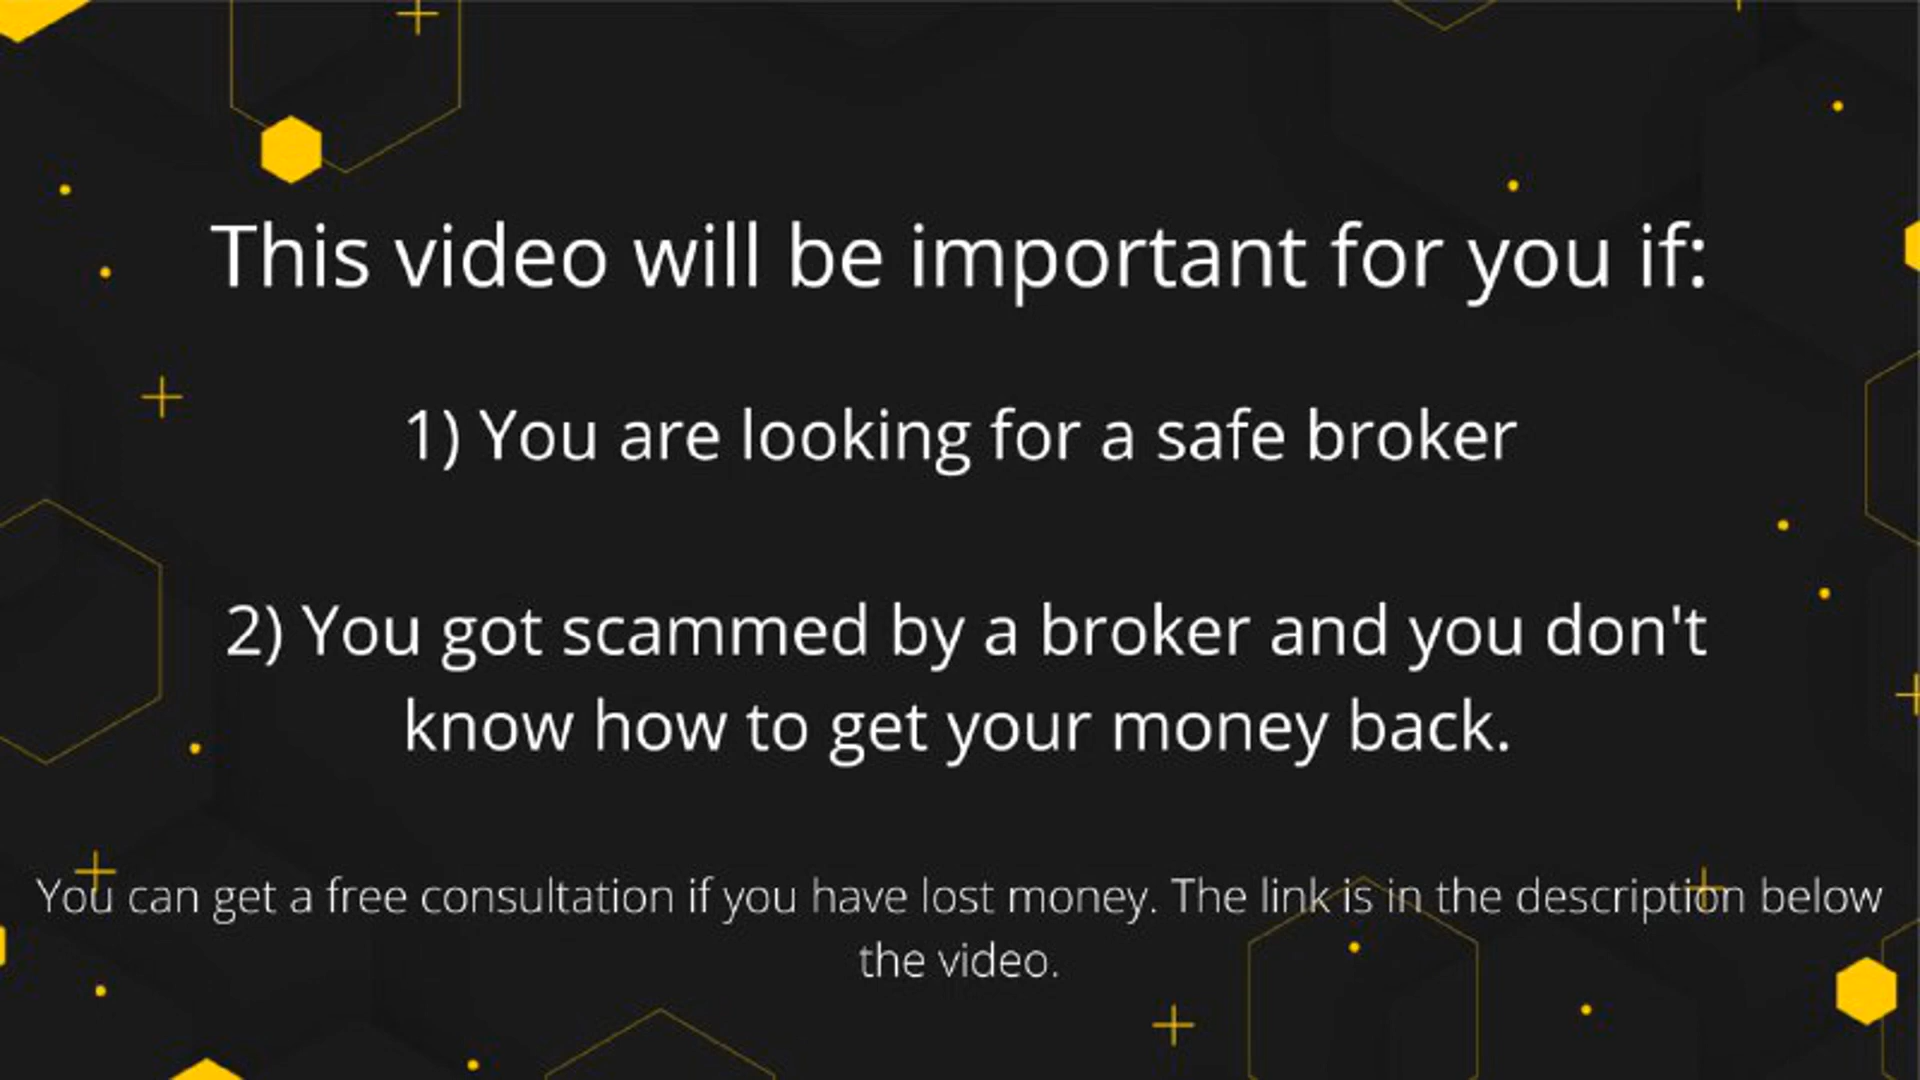 This video will be important for you if:
1) You are looking for a safe broker
2) You got scammed by a broker and you don't
know how to get your money back.
You can get a free consultation if you have lost money. The link is in the description below
the video.